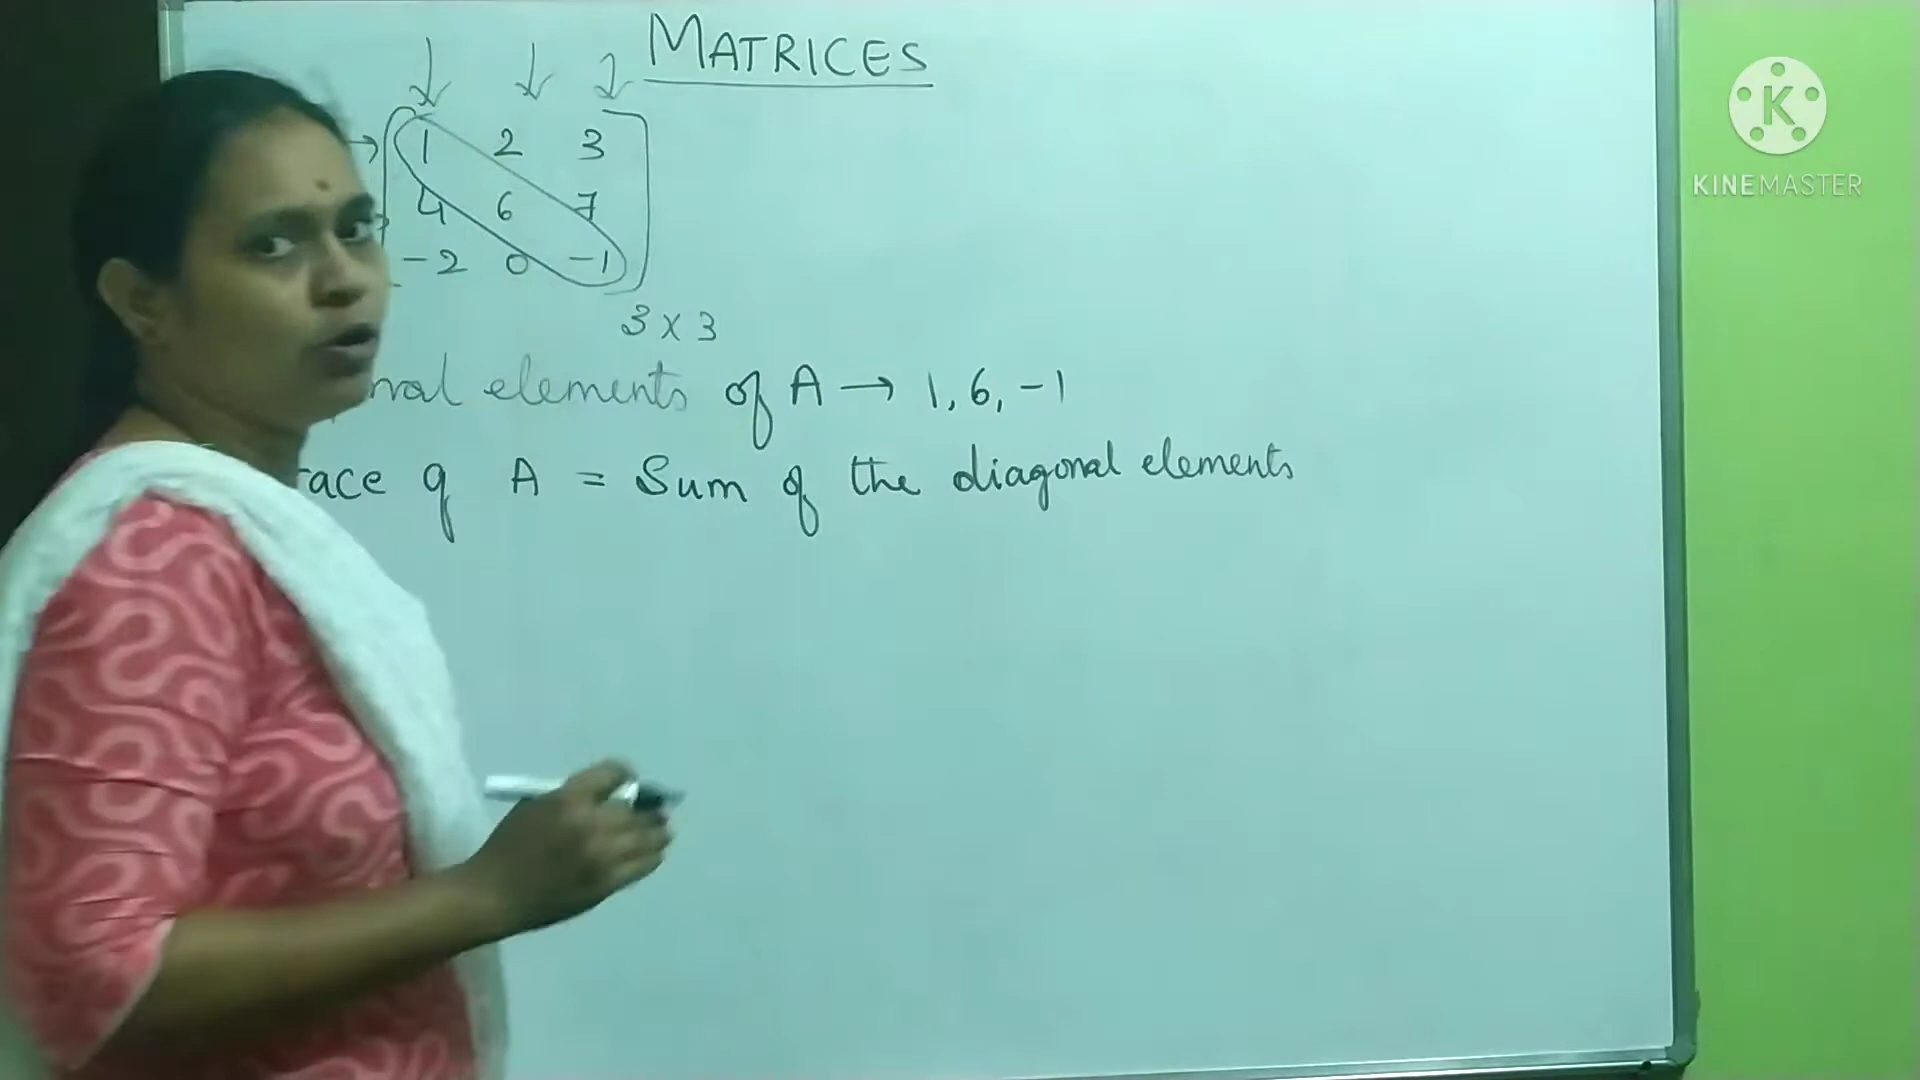 MATRICES
1 2 3
4 6 7
-2 0 -1
3 x 3
elements of A → 1, 6, -1
of A = Sum of the diagonal elements
K
KINEMASTER